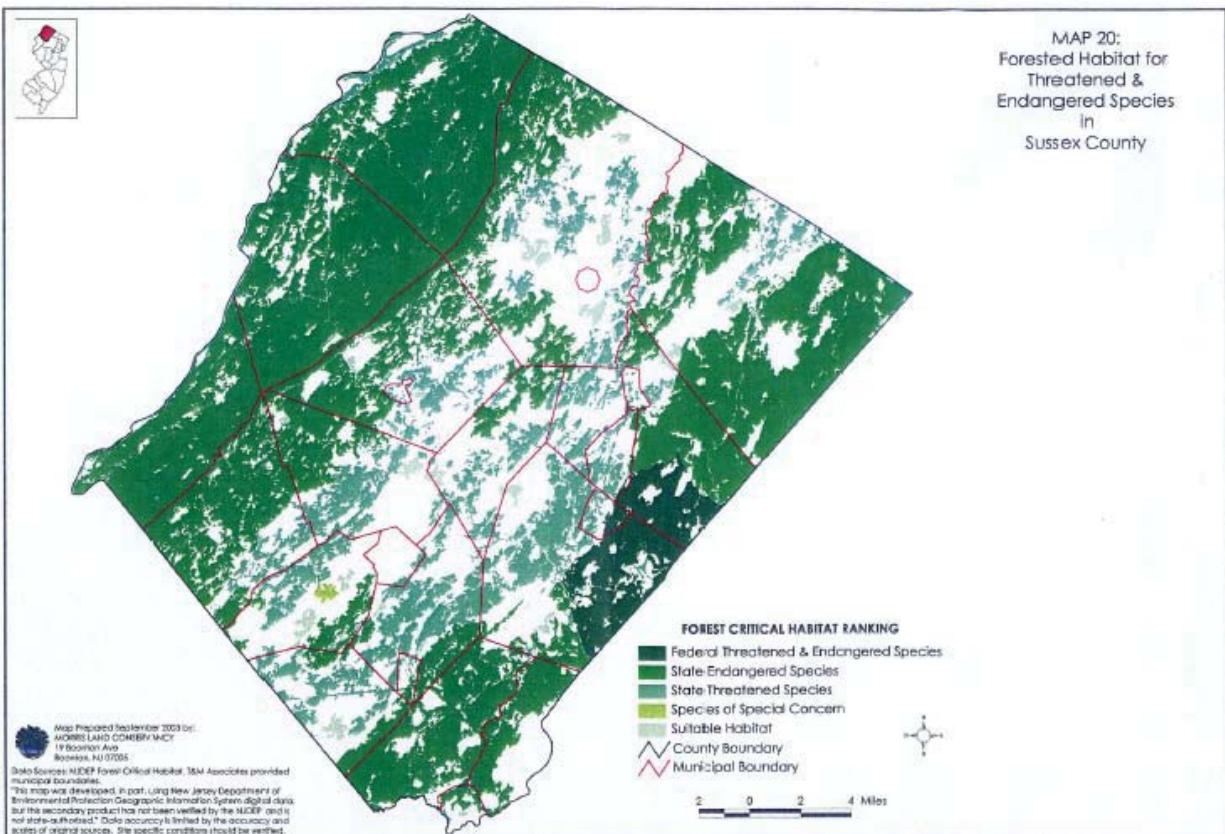 MAP 20:
Forested Habitat for
Threatened &
Endangered Species
in
Sussex County
FOREST CRITICAL HABITAT RANKING
Federal Threatened & Endangered Species
State Endangered Species
State Threatened Species
Species of Special Concern
Suitable Habitat
County Boundary
Municipal Boundary
2 0 2 4 Miles
Map Prepared September 2003 by:
MORRIS LAND CONSERVANCY
19 Boonton Ave
Boonton, NJ 07005
Data Sources: NJDEP Forest Critical Habitat, T&M Associates provided
municipal boundaries.
"This map was developed, in part, using New Jersey Department of
Environmental Protection Geographic Information System digital data,
but this secondary product has not been verified by the NJDEP and is
not state-authorized." Data accuracy is limited by the accuracy and
scales of original sources. Site specific conditions should be verified.